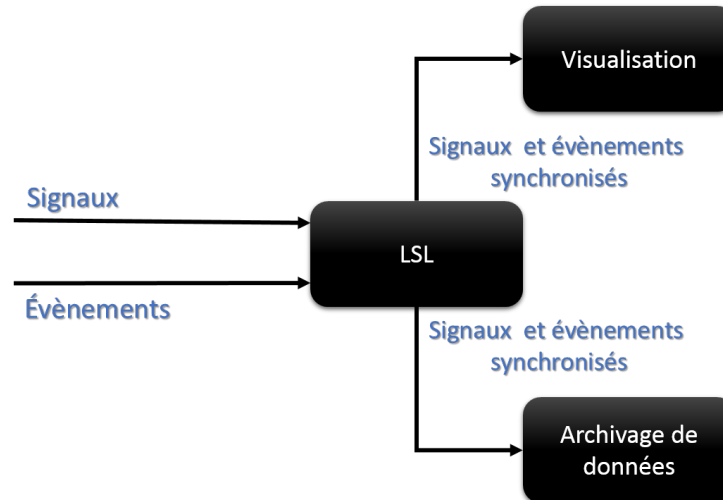 Visualisation
Signaux et évènements
synchronisés
Signaux
LSL
Évènements
Signaux et évènements
synchronisés
Archivage de
données